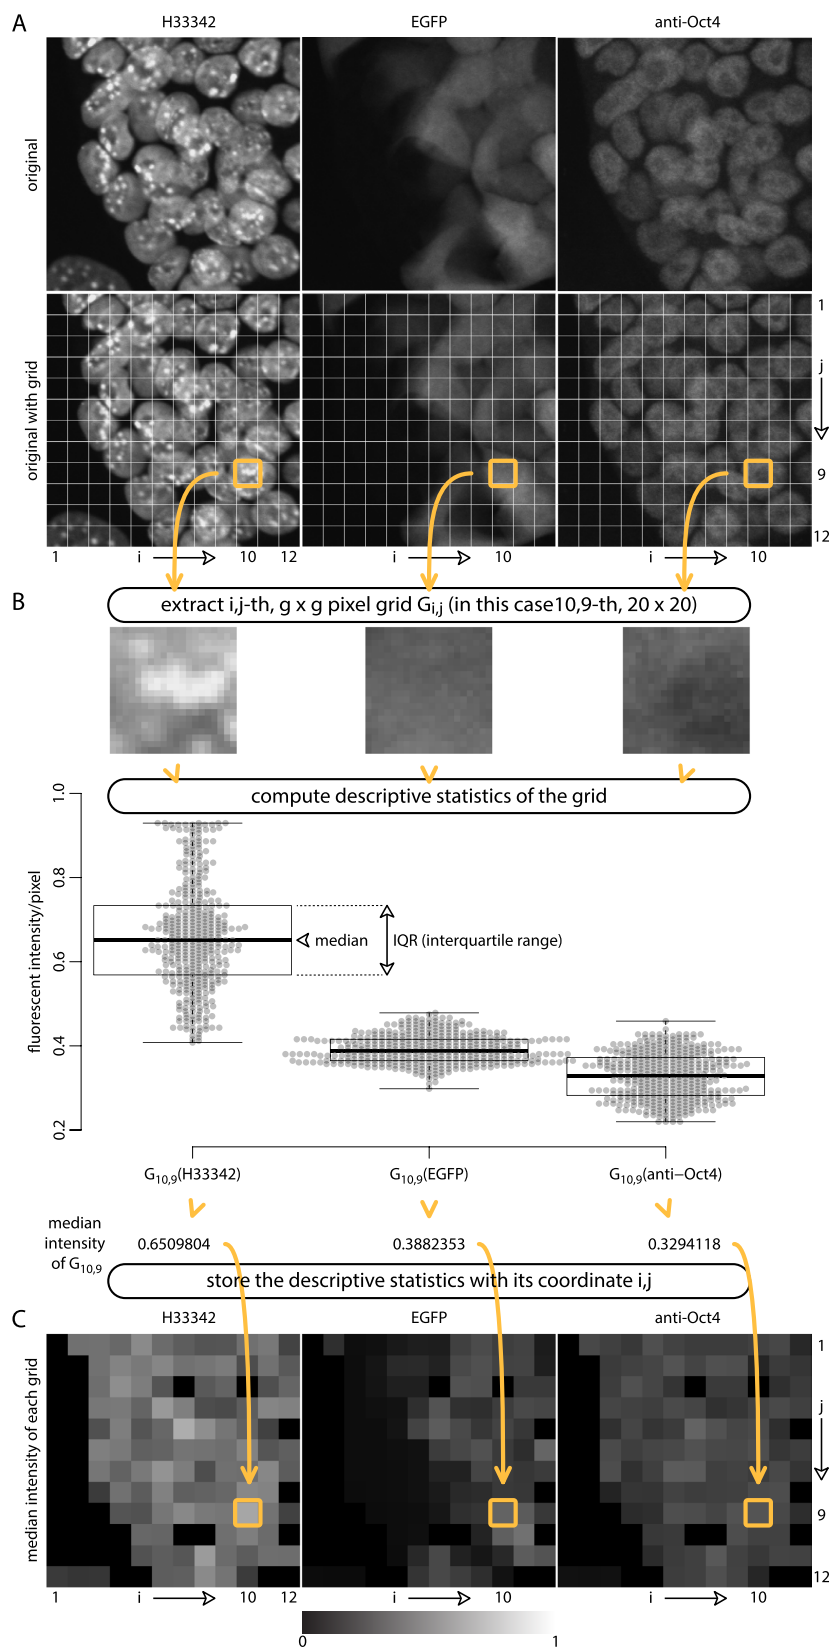 A
H33342 EGFP anti-Oct4
original
original with grid
1
j
9
12
1 i 10 12 i 10 i 10
B
extract i,j-th, g x g pixel grid Gi,j (in this case10,9-th, 20 x 20)
compute descriptive statistics of the grid
fluorescent intensity/pixel
1.0
0.8
0.6
0.4
0.2
median
IQR (interquartile range)
G10,9(H33342) G10,9(EGFP) G10,9(anti−Oct4)
median
intensity
of G10,9
0.6509804 0.3882353 0.3294118
store the descriptive statistics with its coordinate i,j
C
H33342 EGFP anti-Oct4
median intensity of each grid
1
j
9
12
1 i 10 12 i 10 i 10
0 1